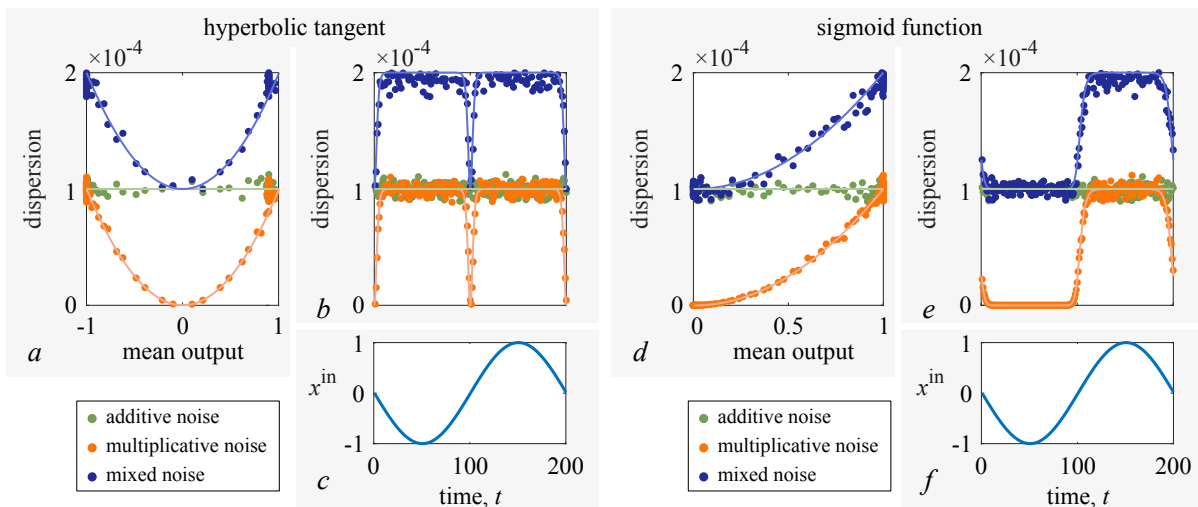 hyperbolic tangent
×10⁻⁴
2
1
0
dispersion
-1
0
1
mean output
a
×10⁻⁴
2
1
0
dispersion
b
1
0
-1
xⁱⁿ
0
100
200
time, t
c
additive noise
multiplicative noise
mixed noise
sigmoid function
×10⁻⁴
2
1
0
dispersion
0
0.5
1
mean output
d
×10⁻⁴
2
1
0
dispersion
e
1
0
-1
xⁱⁿ
0
100
200
time, t
f
additive noise
multiplicative noise
mixed noise